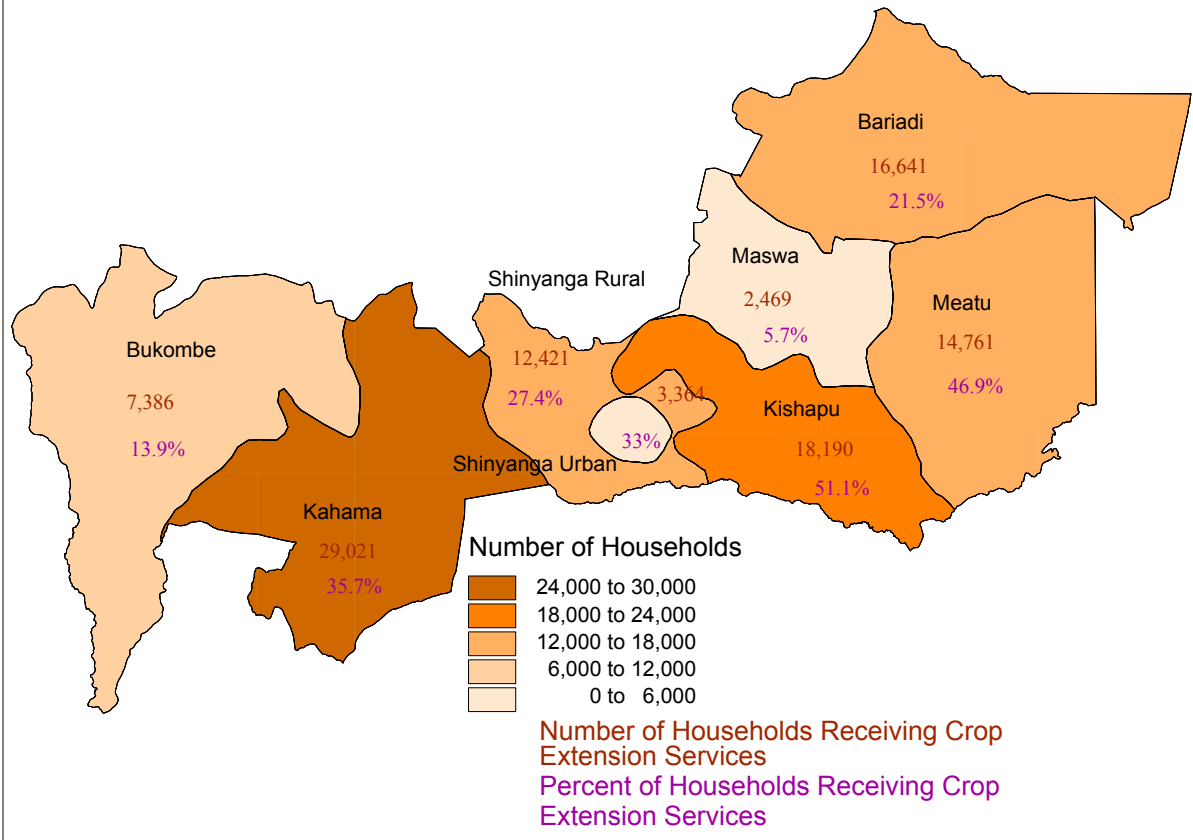 Bariadi
16,641
21.5%
Maswa
2,469
5.7%
Shinyanga Rural
12,421
27.4%
Meatu
14,761
46.9%
Bukombe
7,386
13.9%
3,364
33%
Shinyanga Urban
Kishapu
18,190
51.1%
Kahama
29,021
35.7%
Number of Households
24,000 to 30,000
18,000 to 24,000
12,000 to 18,000
6,000 to 12,000
0 to 6,000
Number of Households Receiving Crop
Extension Services
Percent of Households Receiving Crop
Extension Services